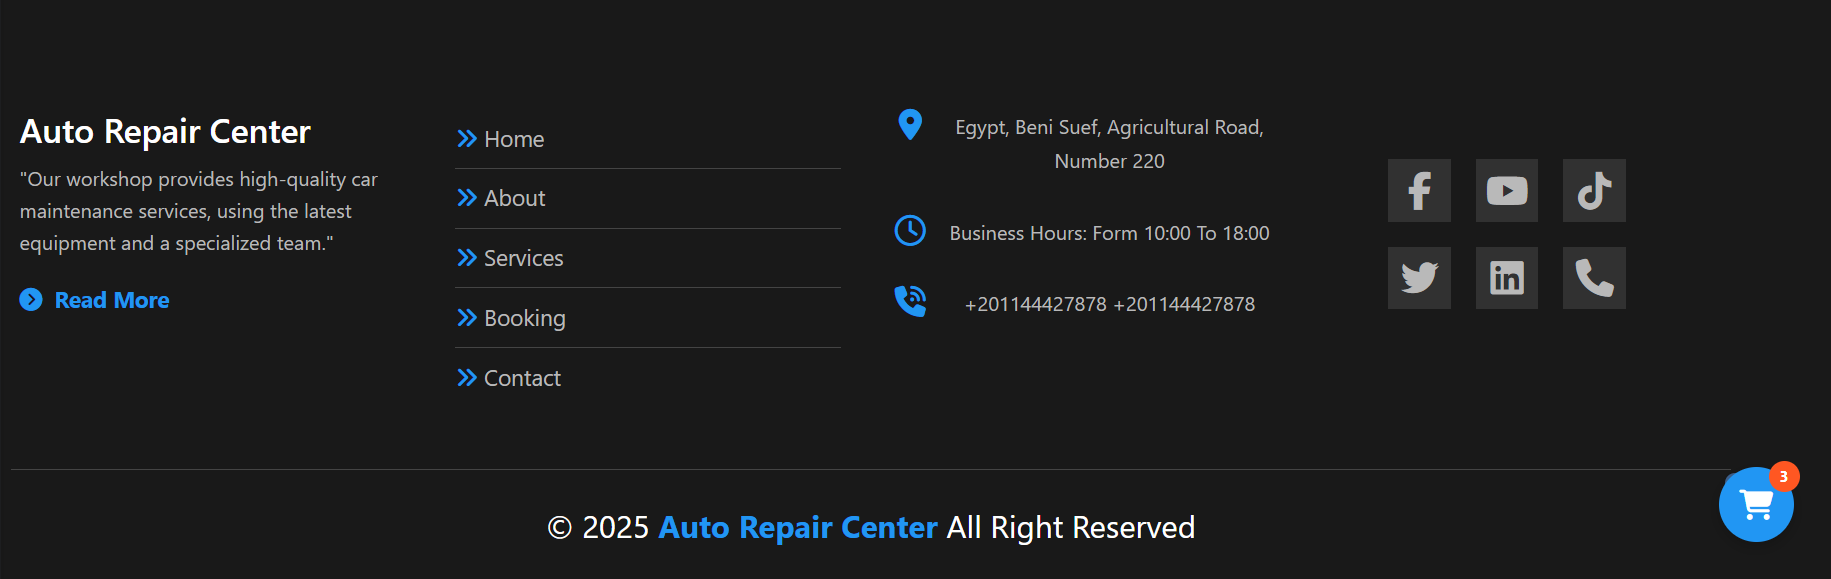 Auto Repair Center
"Our workshop provides high-quality car
maintenance services, using the latest
equipment and a specialized team."
Read More
Home
About
Services
Booking
Contact
Egypt, Beni Suef, Agricultural Road,
Number 220
Business Hours: Form 10:00 To 18:00
+201144427878 +201144427878
3
© 2025 Auto Repair Center All Right Reserved